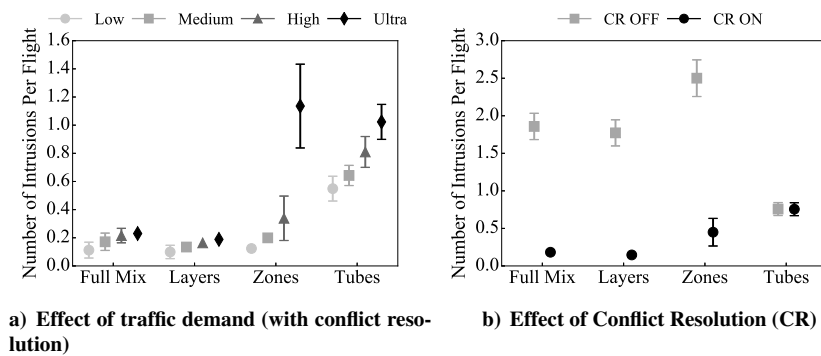 Low Medium High Ultra
Number of Intrusions Per Flight
1.6
1.4
1.2
1.0
0.8
0.6
0.4
0.2
0.0
Full Mix Layers Zones Tubes
a) Effect of traffic demand (with conflict reso-
lution)
CR OFF CR ON
Number of Intrusions Per Flight
3.0
2.5
2.0
1.5
1.0
0.5
0.0
Full Mix Layers Zones Tubes
b) Effect of Conflict Resolution (CR)